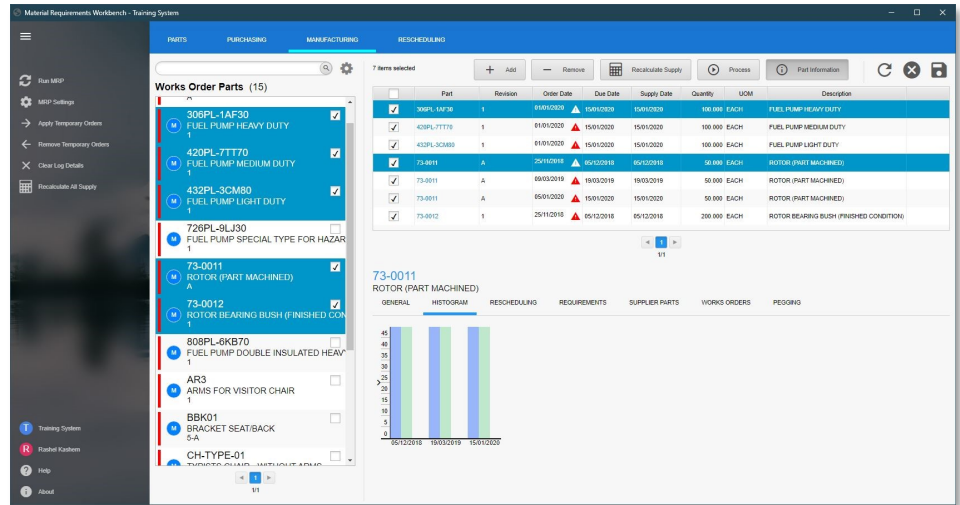 Material Requirements Workbench - Training System
PARTS PURCHASING MANUFACTURING RESCHEDULING
Run MRP
MRP Settings
Apply Temporary Orders
Remove Temporary Orders
Clear Log Details
Recalculate All Supply
T Training System
R Rashel Kashem
? Help
i About
Works Order Parts (15)
M 306PL-1AF30
FUEL PUMP HEAVY DUTY
1
M 420PL-7TT70
FUEL PUMP MEDIUM DUTY
1
M 432PL-3CM80
FUEL PUMP LIGHT DUTY
1
M 726PL-9LJ30
FUEL PUMP SPECIAL TYPE FOR HAZAR
1
M 73-0011
ROTOR (PART MACHINED)
A
M 73-0012
ROTOR BEARING BUSH (FINISHED CON
1
M 808PL-6KB70
FUEL PUMP DOUBLE INSULATED HEAV
1
M AR3
ARMS FOR VISITOR CHAIR
1
M BBK01
BRACKET SEAT/BACK
5-A
CH-TYPE-01
TYPISTS CHAIR - WITHOUT ARMS
1
1/1
7 items selected
Add Remove Recalculate Supply Process Part Information
Part Revision Order Date Due Date Supply Date Quantity UOM Description
306PL-1AF30 1 01/01/2020 15/01/2020 15/01/2020 100.000 EACH FUEL PUMP HEAVY DUTY
420PL-7TT70 1 01/01/2020 15/01/2020 15/01/2020 100.000 EACH FUEL PUMP MEDIUM DUTY
432PL-3CM80 1 01/01/2020 15/01/2020 15/01/2020 100.000 EACH FUEL PUMP LIGHT DUTY
73-0011 A 25/11/2018 05/12/2018 05/12/2018 50.000 EACH ROTOR (PART MACHINED)
73-0011 A 09/03/2019 19/03/2019 19/03/2019 50.000 EACH ROTOR (PART MACHINED)
73-0011 A 05/01/2020 15/01/2020 15/01/2020 50.000 EACH ROTOR (PART MACHINED)
73-0012 1 25/11/2018 05/12/2018 05/12/2018 200.000 EACH ROTOR BEARING BUSH (FINISHED CONDITION)
1
1/1
73-0011
ROTOR (PART MACHINED)
GENERAL HISTOGRAM RESCHEDULING REQUIREMENTS SUPPLIER PARTS WORKS ORDERS PEGGING
45
40
35
30
25
20
15
10
5
0
05/12/2018 19/03/2019 15/01/2020